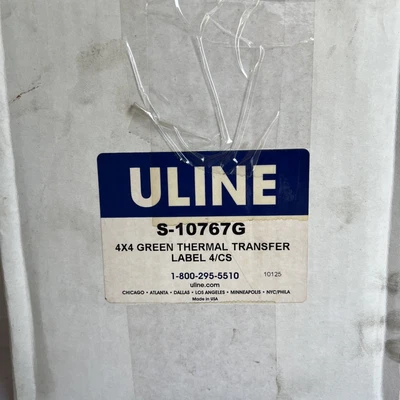 ULINE
S-10767G
4X4 GREEN THERMAL TRANSFER
LABEL 4/CS
1-800-295-5510 10125
uline.com
CHICAGO • ATLANTA • DALLAS • LOS ANGELES • MINNEAPOLIS • NYC/PHILA
Made in USA